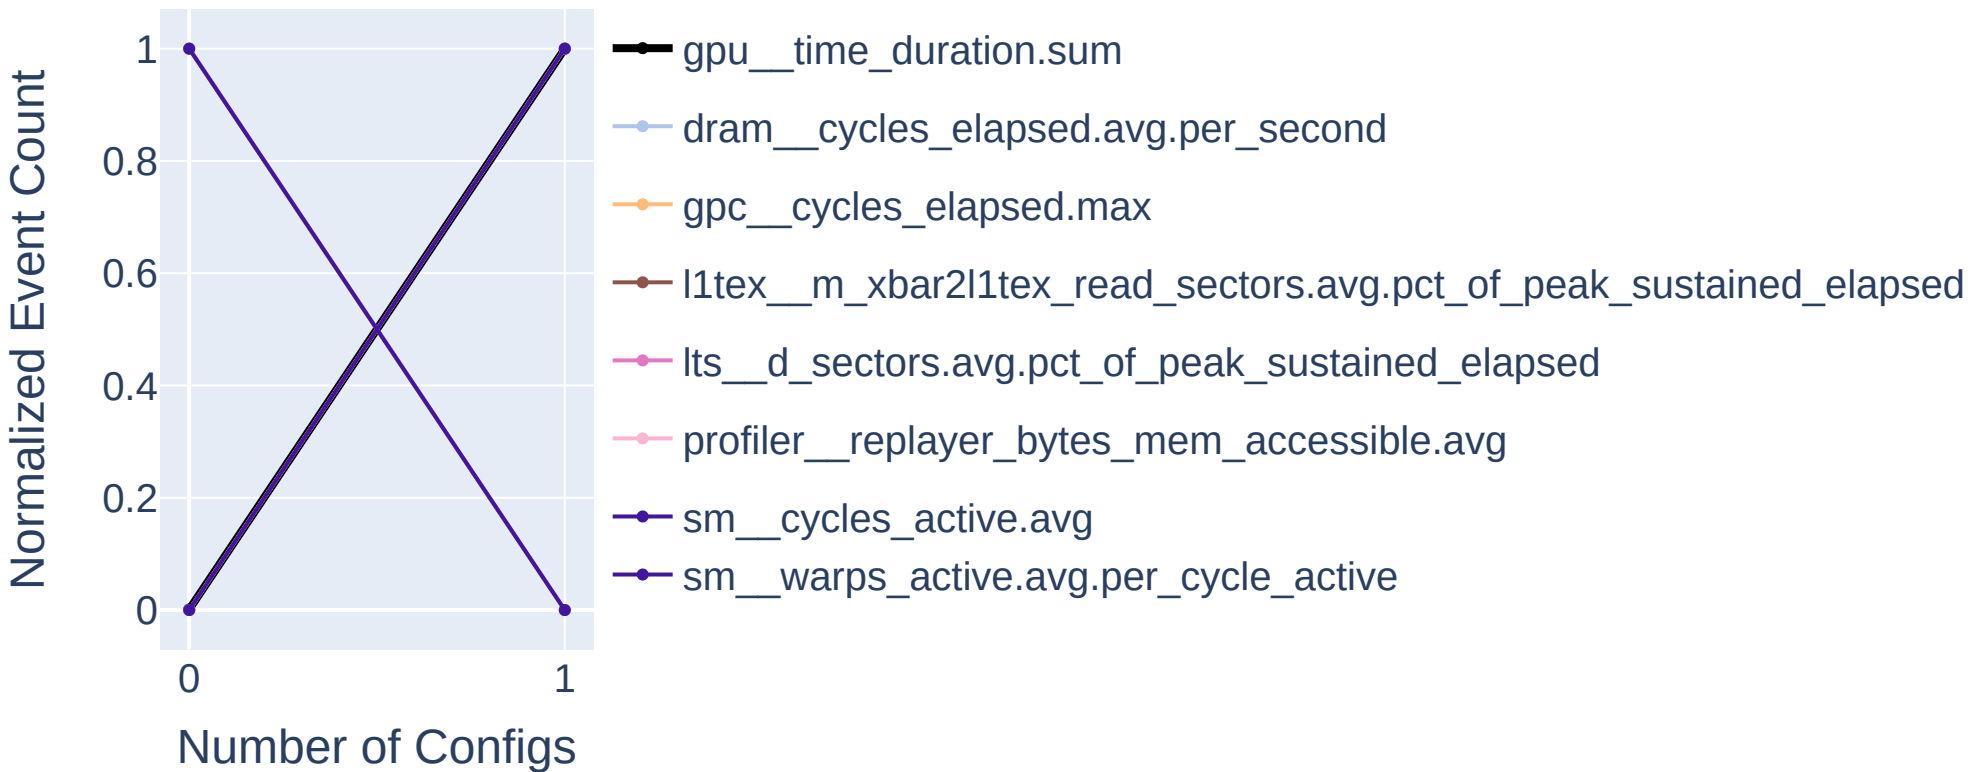 Normalized Event Count
1
0.8
0.6
0.4
0.2
0
0
1
Number of Configs
gpu__time_duration.sum
dram__cycles_elapsed.avg.per_second
gpc__cycles_elapsed.max
l1tex__m_xbar2l1tex_read_sectors.avg.pct_of_peak_sustained_elapsed
lts__d_sectors.avg.pct_of_peak_sustained_elapsed
profiler__replayer_bytes_mem_accessible.avg
sm__cycles_active.avg
sm__warps_active.avg.per_cycle_active